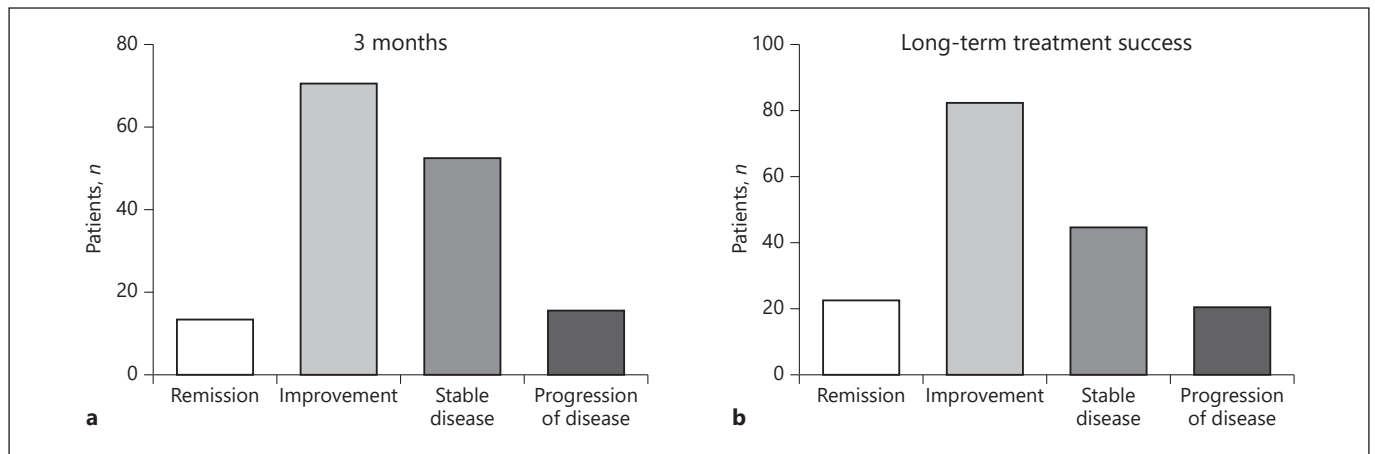 3 months
Patients, n
80
60
40
20
0
Remission
Improvement
Stable
disease
Progression
of disease
a
Long-term treatment success
Patients, n
100
80
60
40
20
0
Remission
Improvement
Stable
disease
Progression
of disease
b